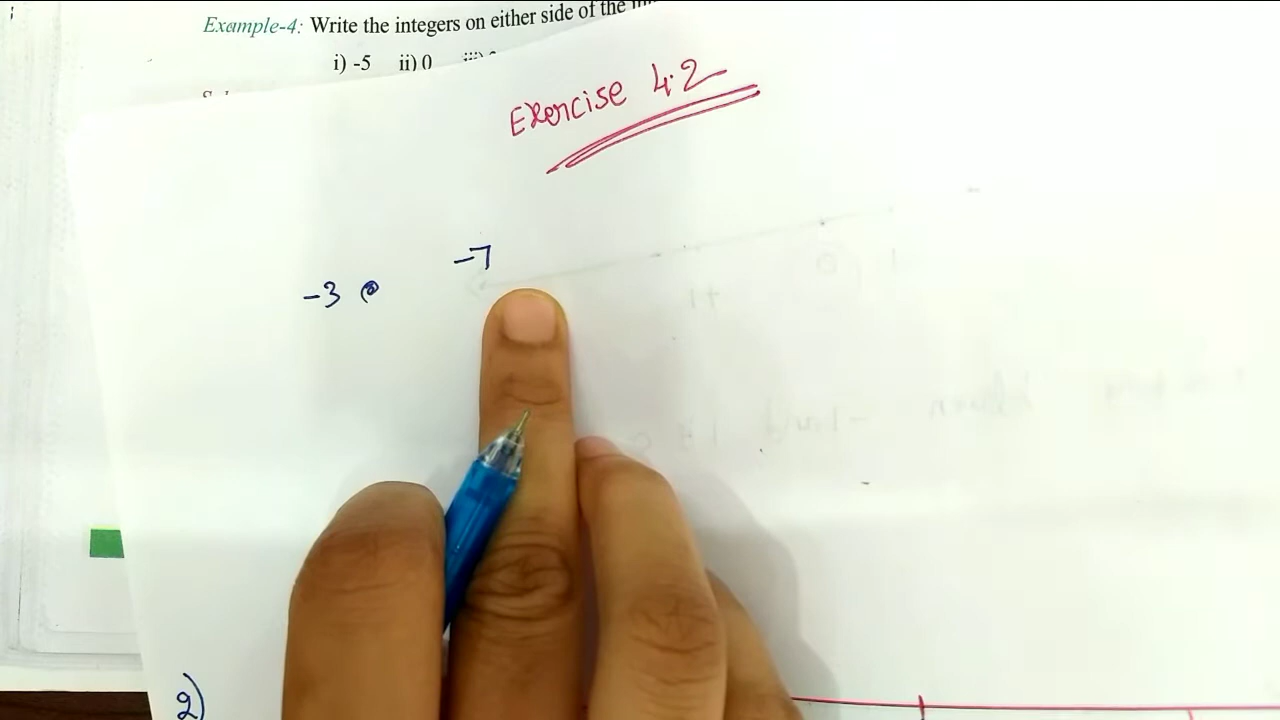 Example-4: Write the integers on either side of the
i) -5 ii) 0
Exercise 4.2
-7
-3
2)